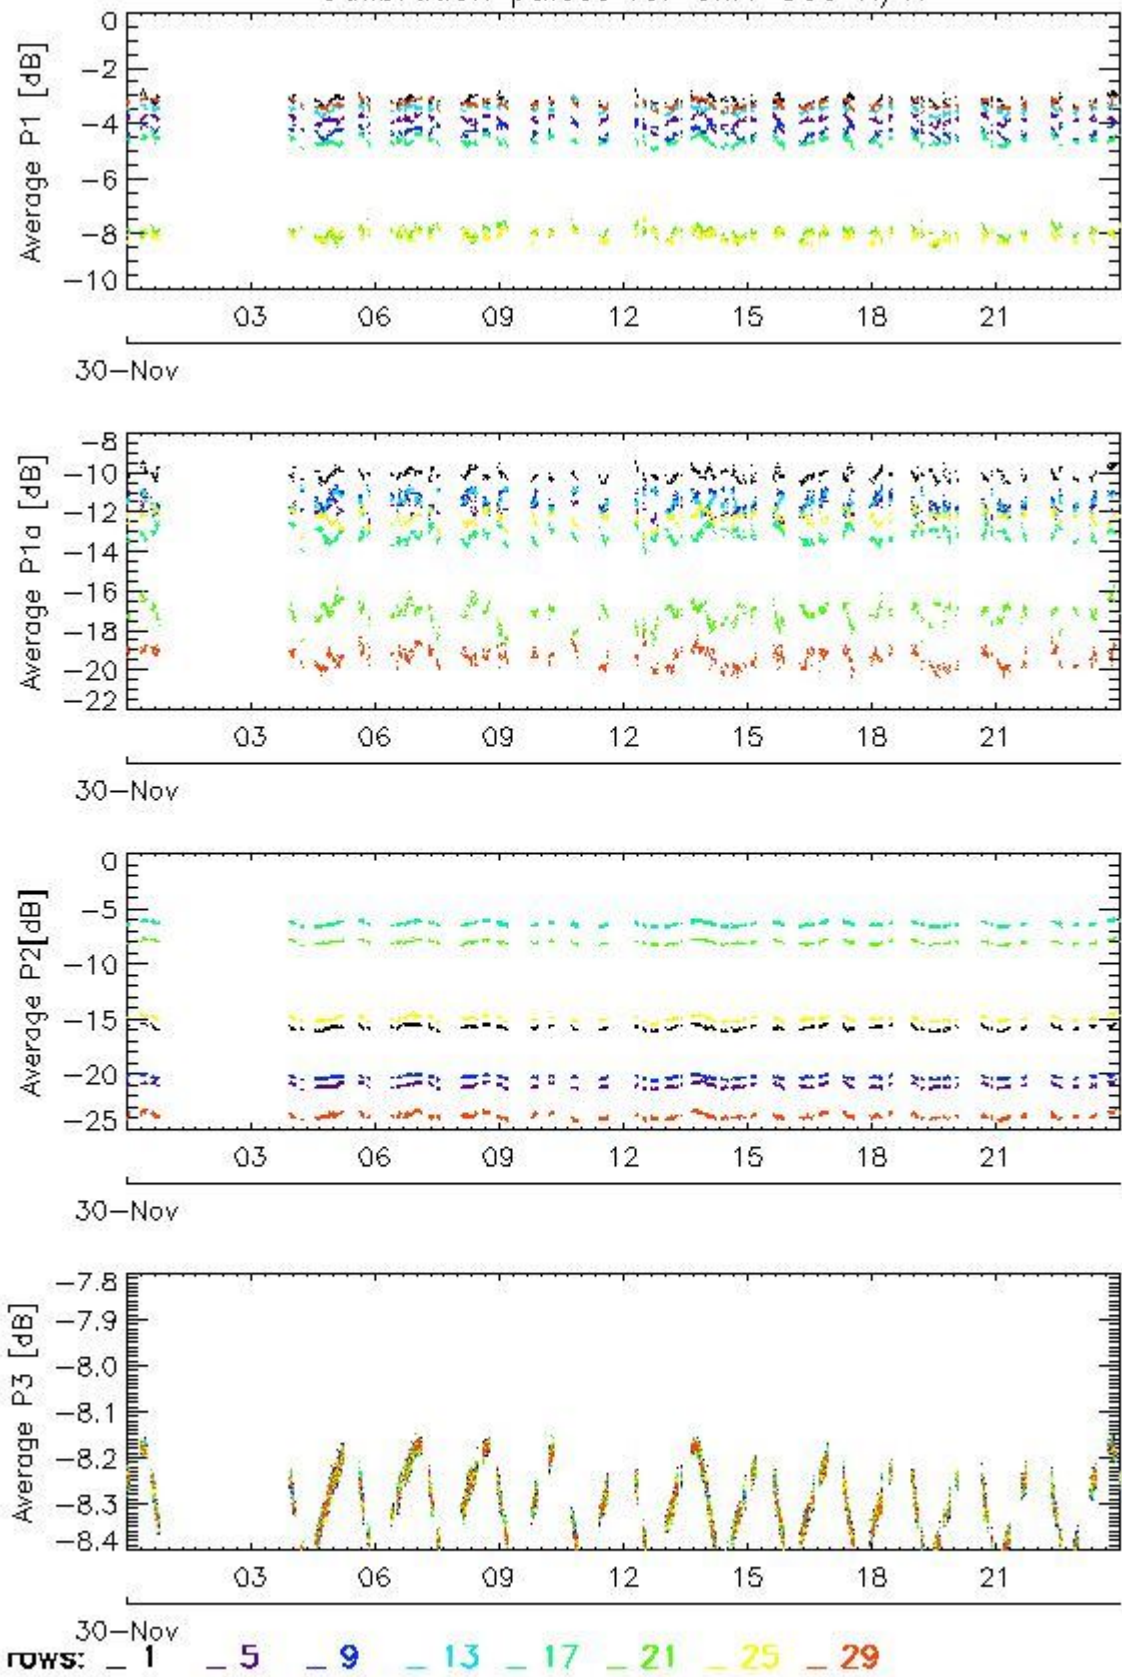 0
-2
-4
-6
-8
-10
Average P1 [dB]
03 06 09 12 15 18 21
30-Nov
-8
-10
-12
-14
-16
-18
-20
-22
Average P1a [dB]
03 06 09 12 15 18 21
30-Nov
0
-5
-10
-15
-20
-25
Average P2[dB]
03 06 09 12 15 18 21
30-Nov
-7.8
-7.9
-8.0
-8.1
-8.2
-8.3
-8.4
Average P3 [dB]
03 06 09 12 15 18 21
30-Nov
rows: _ 1 _ 5 _ 9 _ 13 _ 17 _ 21 _ 25 _ 29